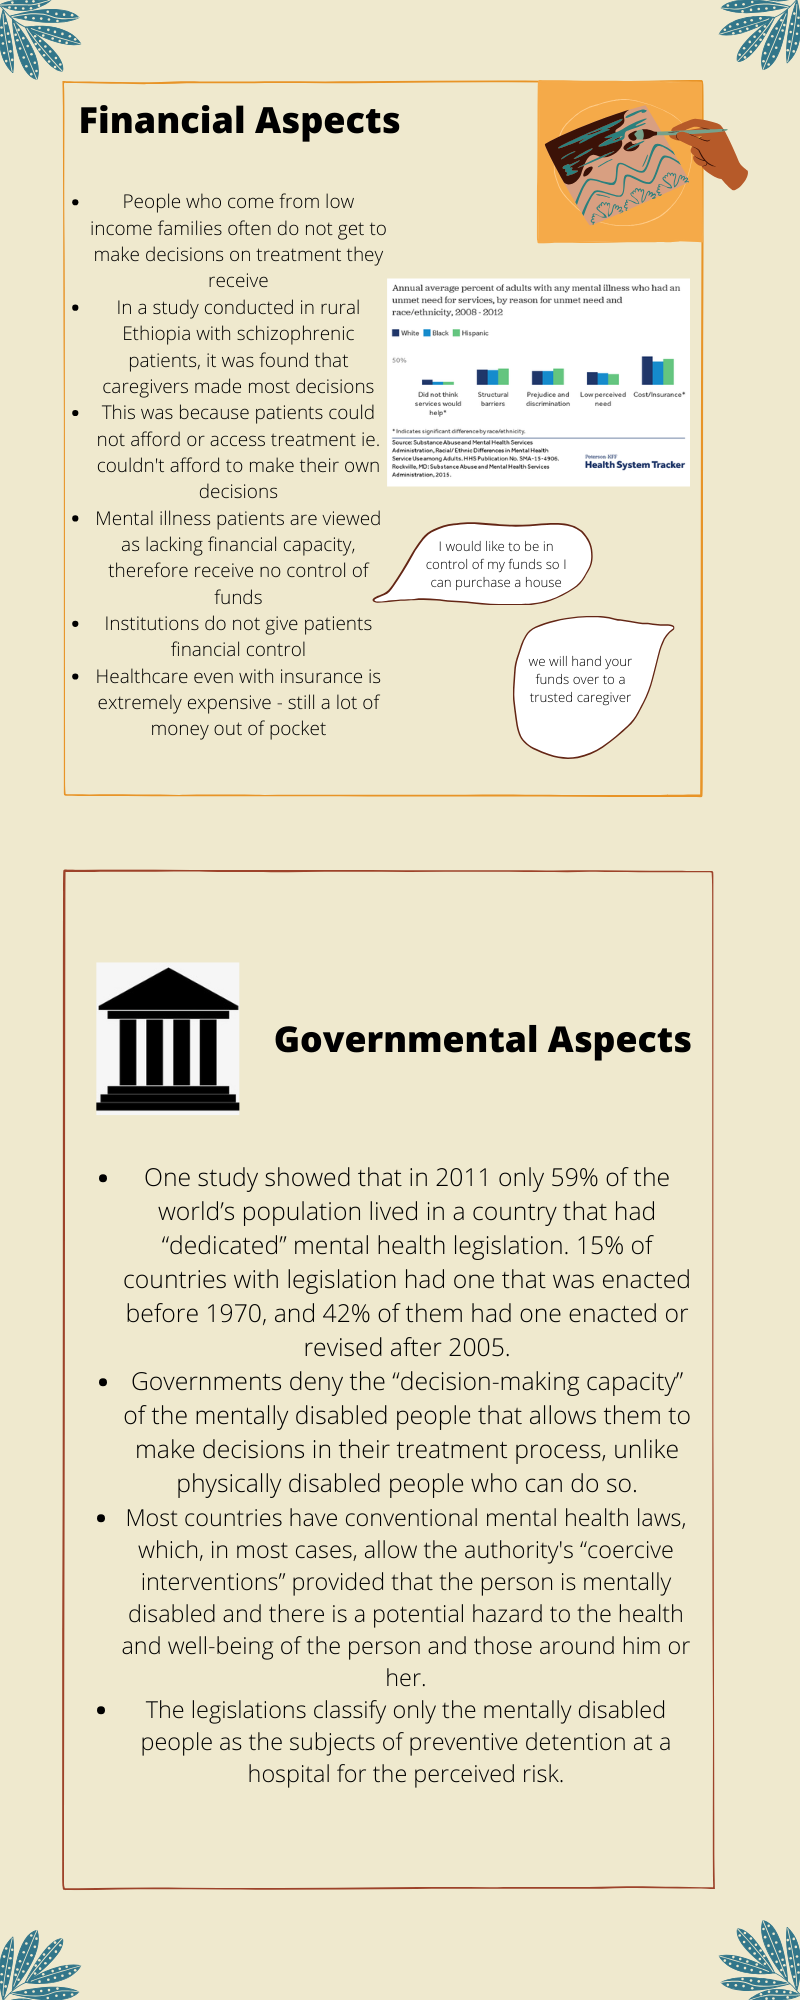 Financial Aspects
People who come from low
income families often do not get to
make decisions on treatment they
receive
In a study conducted in rural
Ethiopia with schizophrenic
patients, it was found that
caregivers made most decisions
This was because patients could
not afford or access treatment ie.
couldn't afford to make their own
decisions
Mental illness patients are viewed
as lacking financial capacity,
therefore receive no control of
funds
Institutions do not give patients
financial control
Healthcare even with insurance is
extremely expensive - still a lot of
money out of pocket
Annual average percent of adults with any mental illness who had an
unmet need for services, by reason for unmet need and
race/ethnicity, 2008 - 2012
White Black Hispanic
50%
Did not think
services would
help*
Structural
barriers
Prejudice and
discrimination
Low perceived
need
Cost/Insurance*
* Indicates significant difference by race/ethnicity.
Source: Substance Abuse and Mental Health Services
Administration, Racial/ Ethnic Differences in Mental Health
Service Use among Adults. HHS Publication No. SMA-15-4906.
Rockville, MD: Substance Abuse and Mental Health Services
Administration, 2015.
Peterson-KFF
Health System Tracker
I would like to be in
control of my funds so I
can purchase a house
we will hand your
funds over to a
trusted caregiver
Governmental Aspects
One study showed that in 2011 only 59% of the
world’s population lived in a country that had
“dedicated” mental health legislation. 15% of
countries with legislation had one that was enacted
before 1970, and 42% of them had one enacted or
revised after 2005.
Governments deny the “decision-making capacity”
of the mentally disabled people that allows them to
make decisions in their treatment process, unlike
physically disabled people who can do so.
Most countries have conventional mental health laws,
which, in most cases, allow the authority's “coercive
interventions” provided that the person is mentally
disabled and there is a potential hazard to the health
and well-being of the person and those around him or
her.
The legislations classify only the mentally disabled
people as the subjects of preventive detention at a
hospital for the perceived risk.